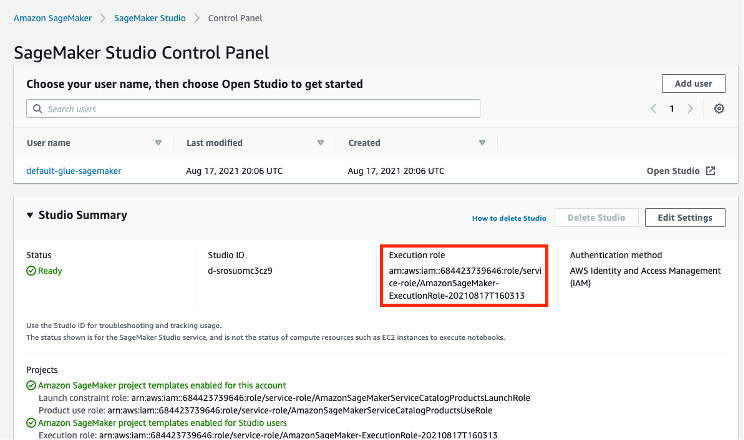 Amazon SageMaker > SageMaker Studio > Control Panel
SageMaker Studio Control Panel
Choose your user name, then choose Open Studio to get started
Add user
Search users
< 1 >
User name Last modified Created
default-glue-sagemaker Aug 17, 2021 20:06 UTC Aug 17, 2021 20:06 UTC Open Studio
Studio Summary
How to delete Studio
Delete Studio
Edit Settings
Status
Ready
Studio ID
d-srosuomc3cz9
Execution role
arn:aws:iam::684423739646:role/servi
ce-role/AmazonSageMaker-
ExecutionRole-20210817T160313
Authentication method
AWS Identity and Access Management
(IAM)
Use the Studio ID for troubleshooting and tracking usage.
The status shown is for the SageMaker Studio service, and is not the status of compute resources such as EC2 instances to execute notebooks.
Projects
Amazon SageMaker project templates enabled for this account
Launch constraint role: arn:aws:iam::684423739646:role/service-role/AmazonSageMakerServiceCatalogProductsLaunchRole
Product use role: arn:aws:iam::684423739646:role/service-role/AmazonSageMakerServiceCatalogProductsUseRole
Amazon SageMaker project templates enabled for Studio users
Execution role: arn:aws:iam::684423739646:role/service-role/AmazonSageMaker-ExecutionRole-20210817T160313